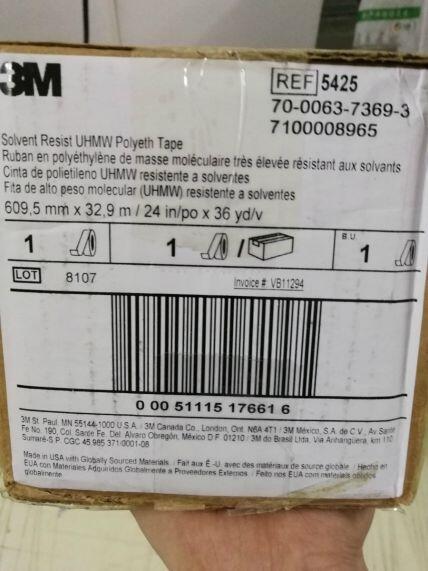 3M
REF 5425
70-0063-7369-3
7100008965
Solvent Resist UHMW Polyeth Tape
Ruban en polyéthylène de masse moléculaire très élevée résistant aux solvants
Cinta de polietileno UHMW resistente a solventes
Fita de alto peso molecular (UHMW) resistente a solventes
609,5 mm x 32,9 m / 24 in/po x 36 yd/v
1 1 / B.U. 1
LOT 8107 Invoice #: VB11294
0 00 51115 17661 6
3M St. Paul, MN 55144-1000 U.S.A. / 3M Canada Co., London, Ont. N6A 4T1 / 3M México, S.A. de C.V., Av. Santa
Fe No. 190, Col. Santa Fe, Del. Alvaro Obregón, México D.F. 01210 / 3M do Brasil Ltda, Via Anhanguera, km 110
Sumaré-S.P. CGC 45.985.371-0001-08
Made in USA with Globally Sourced Materials / Fait aux É.-U. avec des matériaux de source globale / Hecho en
EUA con Materiales Adquiridos Globalmente a Proveedores Externos / Feito nos EUA com materiais obtidos
globalmente